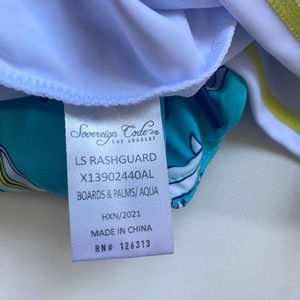 Sovereign Code
LOS ANGELES
LS RASHGUARD
X13902440AL
BOARDS & PALMS/ AQUA
HXN/2021
MADE IN CHINA
RN# 126313